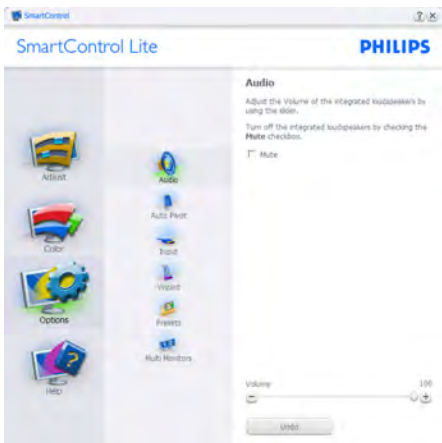 SmartControl
SmartControl Lite
PHILIPS
Adjust
Color
Options
Help
Audio
Auto Pivot
Input
Vivid
Presets
Multi Monitors
Audio
Adjust the Volume of the integrated loudspeakers by
using the slider.
Turn off the integrated loudspeakers by checking the
Mute checkbox.
Mute
Volume
100
Undo